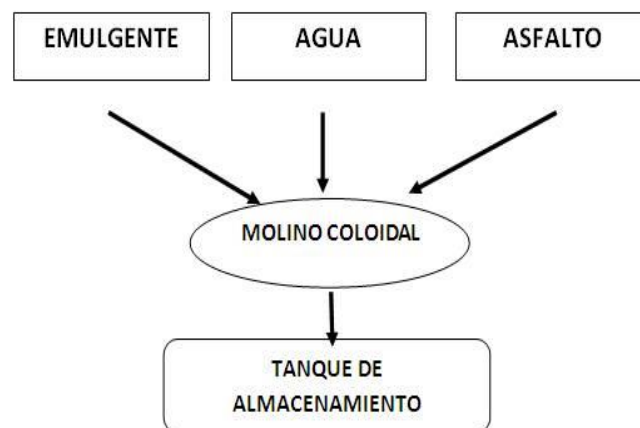 EMULGENTE
AGUA
ASFALTO
MOLINO COLOIDAL
TANQUE DE
ALMACENAMIENTO